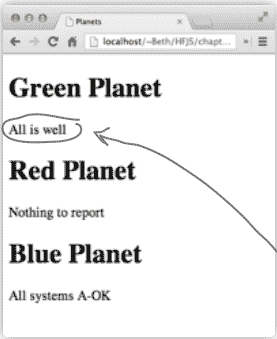 Planets
localhost/~Beth/HFJS/chapt...
Green Planet
All is well
Red Planet
Nothing to report
Blue Planet
All systems A-OK